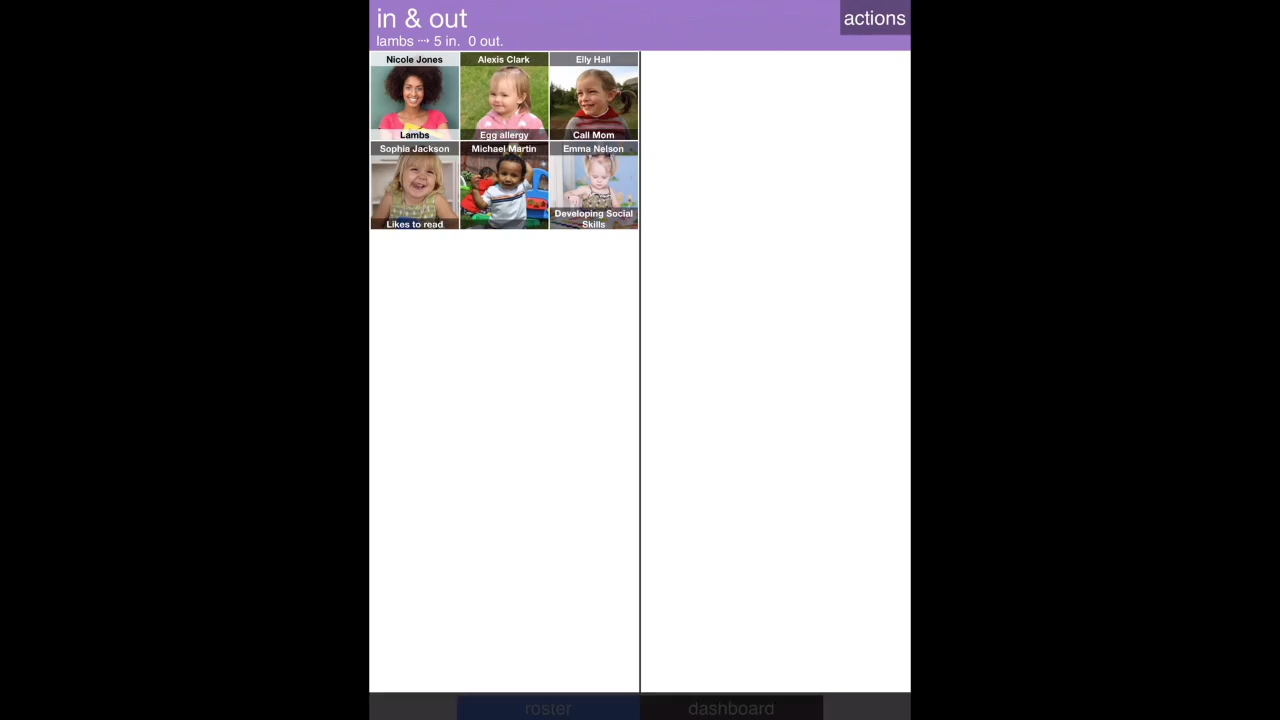 in & out
actions
lambs ⤑ 5 in. 0 out.
Nicole Jones
Lambs
Alexis Clark
Egg allergy
Elly Hall
Call Mom
Sophia Jackson
Likes to read
Michael Martin
Emma Nelson
Developing Social
Skills
roster
dashboard